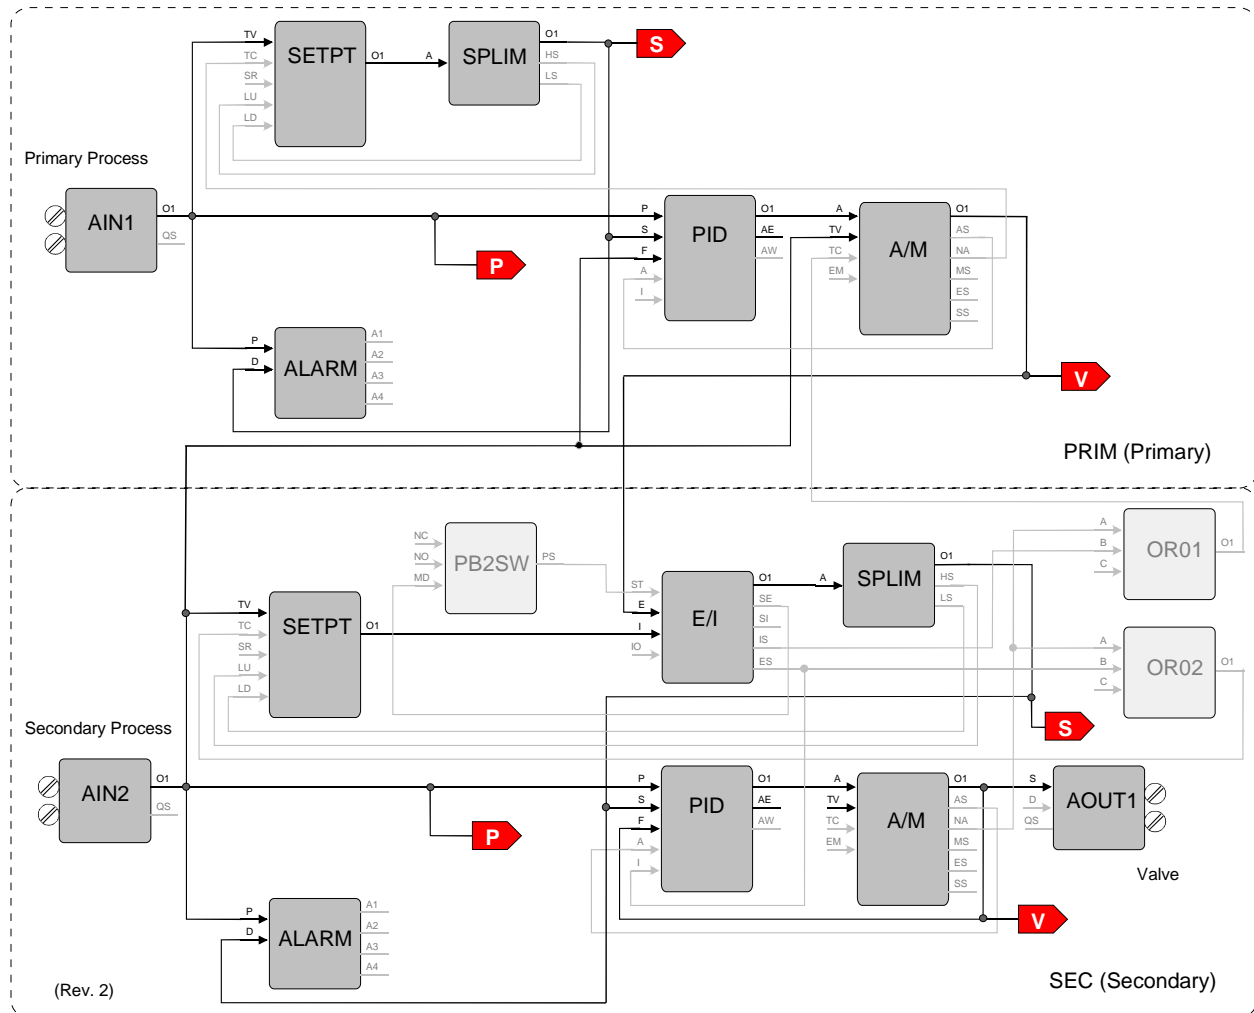 TV
TC
SR
LU
LD
SETPT
O1
A
SPLIM
O1
HS
LS
S
Primary Process
AIN1
O1
QS
P
P
S
F
A
I
PID
O1
AE
AW
A
TV
TC
EM
A/M
O1
AS
NA
MS
ES
SS
P
D
ALARM
A1
A2
A3
A4
V
PRIM (Primary)
NC
NO
MD
PB2SW
PS
ST
E
I
IO
E/I
O1
SE
SI
IS
ES
A
SPLIM
O1
HS
LS
A
B
C
OR01
O1
TV
TC
SR
LU
LD
SETPT
O1
A
B
C
OR02
O1
S
Secondary Process
AIN2
O1
QS
P
P
S
F
A
I
PID
O1
AE
AW
A
TV
TC
EM
A/M
O1
AS
NA
MS
ES
SS
S
D
QS
AOUT1
Valve
P
D
ALARM
A1
A2
A3
A4
V
(Rev. 2)
SEC (Secondary)